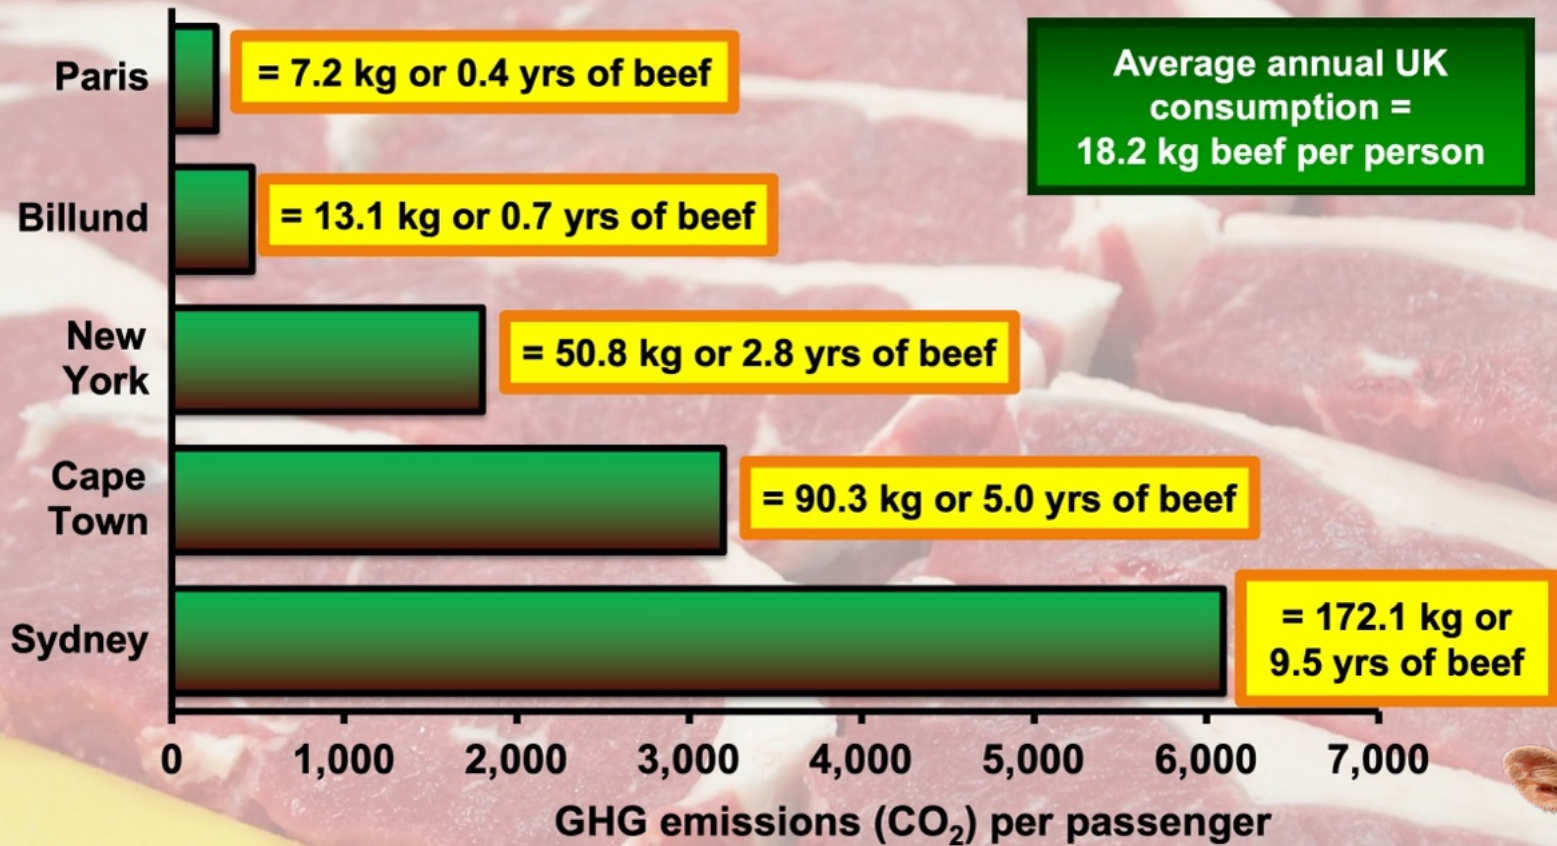 Paris
= 7.2 kg or 0.4 yrs of beef
Average annual UK
consumption =
18.2 kg beef per person
Billund
= 13.1 kg or 0.7 yrs of beef
New
York
= 50.8 kg or 2.8 yrs of beef
Cape
Town
= 90.3 kg or 5.0 yrs of beef
Sydney
= 172.1 kg or
9.5 yrs of beef
0 1,000 2,000 3,000 4,000 5,000 6,000 7,000
GHG emissions (CO₂) per passenger